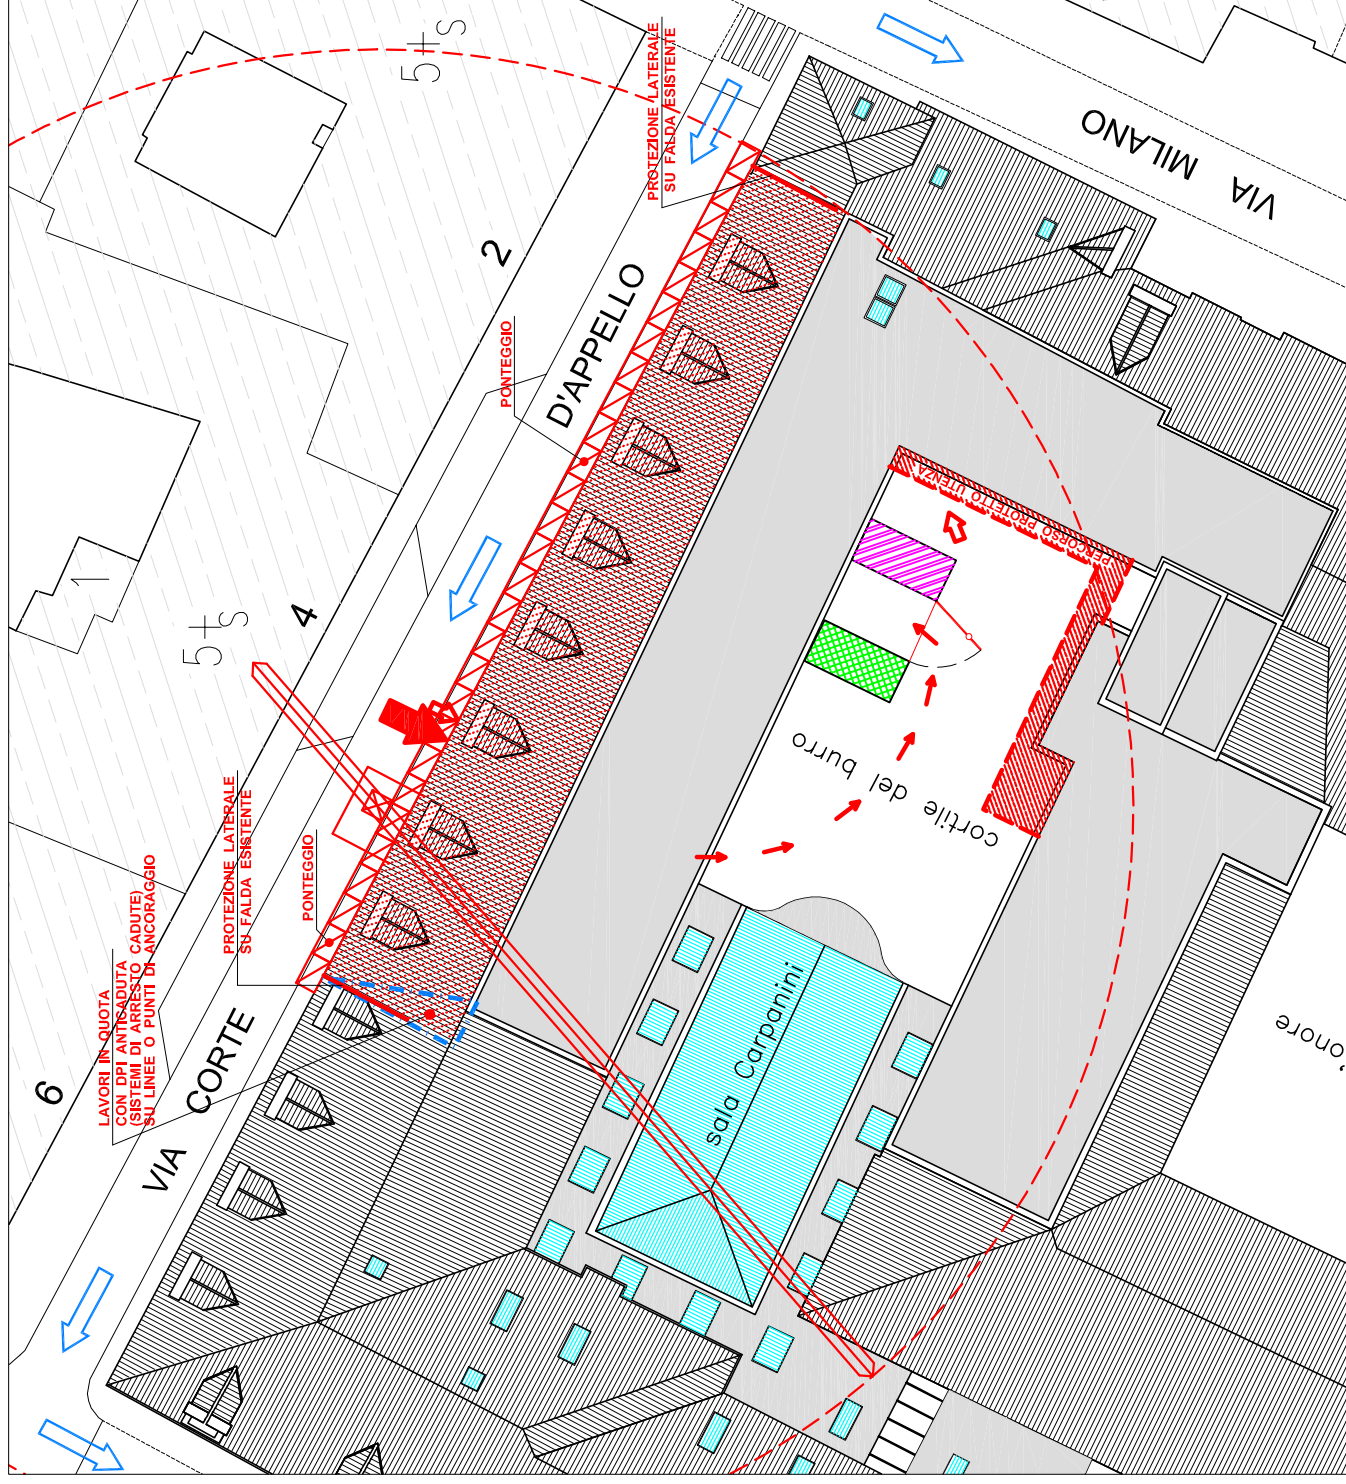 5+S
PROTEZIONE LATERALE
SU FALDA ESISTENTE
VIA MILANO
2
D'APPELLO
PONTEGGIO
PERCORSO PROTETTO UTENZA
1
5+S
4
cortile del burro
PROTEZIONE LATERALE
SU FALDA ESISTENTE
PONTEGGIO
LAVORI IN QUOTA
CON DPI ANTICADUTA
(SISTEMI DI ARRESTO CADUTE)
SU LINEE O PUNTI DI ANCORAGGIO
sala Carpanini
6
VIA CORTE
onore